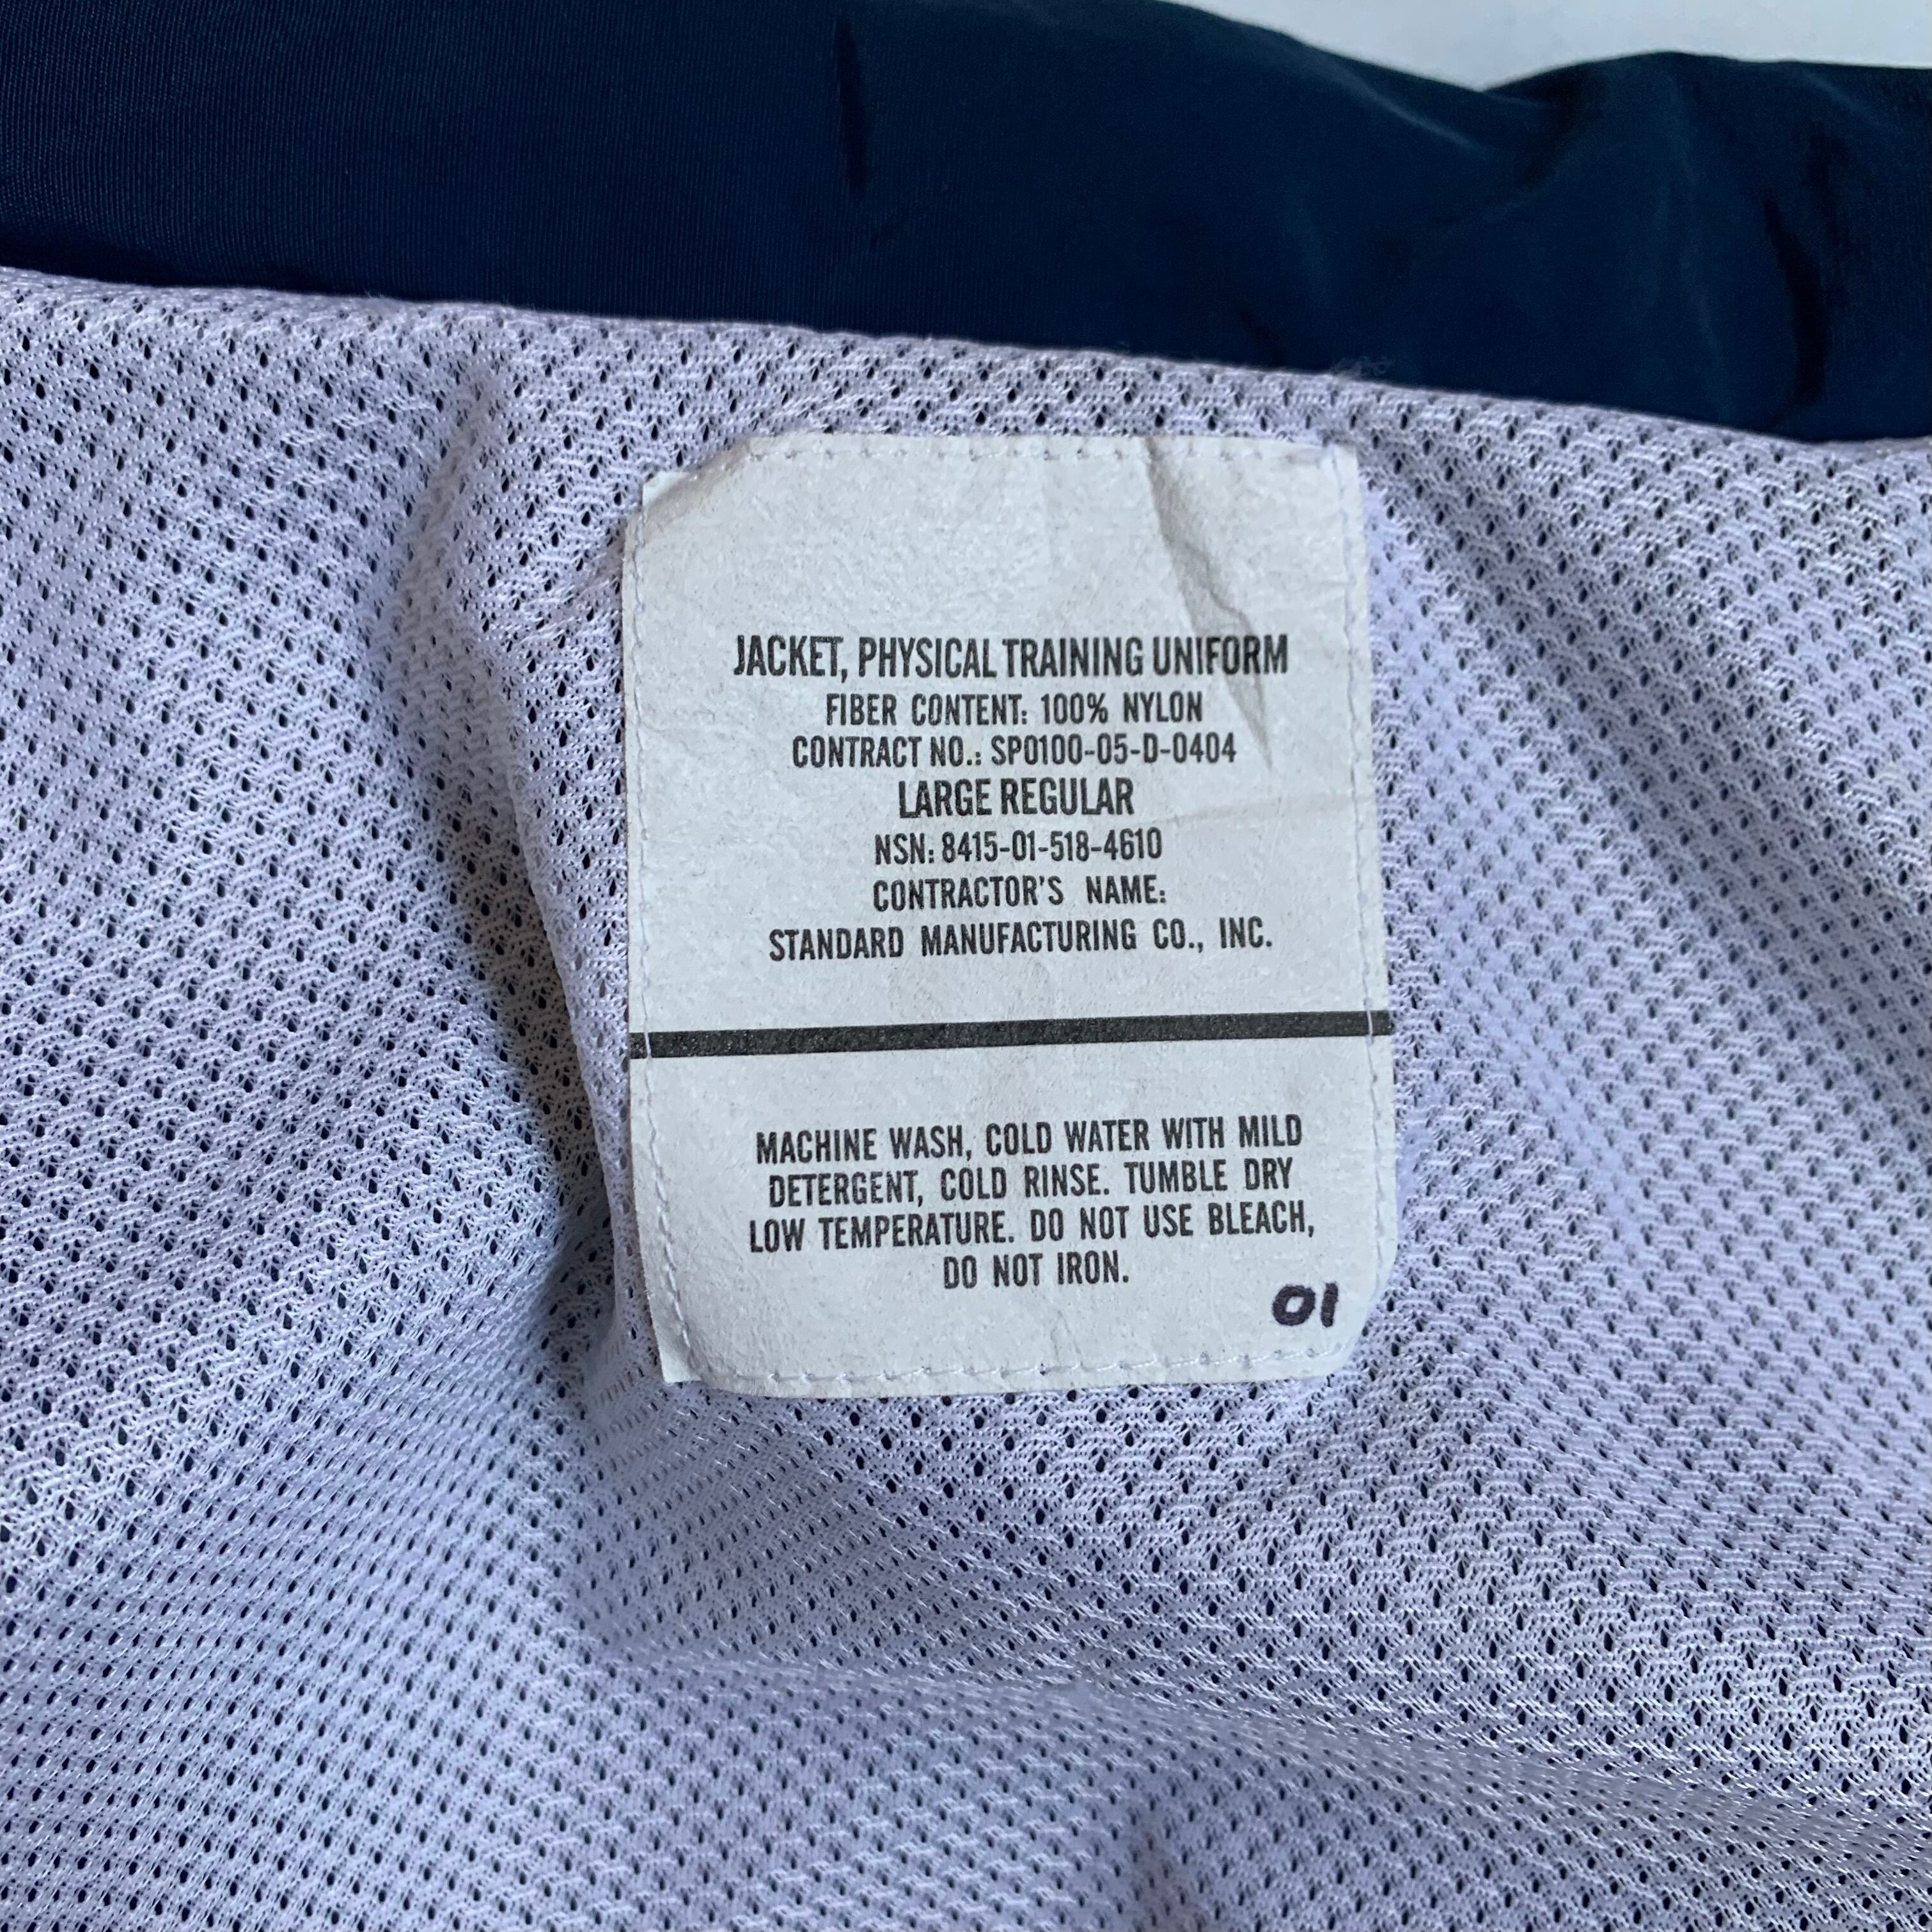 JACKET, PHYSICAL TRAINING UNIFORM
FIBER CONTENT: 100% NYLON
CONTRACT NO.: SP0100-05-D-0404
LARGE REGULAR
NSN: 8415-01-518-4610
CONTRACTOR'S NAME:
STANDARD MANUFACTURING CO., INC.
MACHINE WASH, COLD WATER WITH MILD
DETERGENT, COLD RINSE. TUMBLE DRY
LOW TEMPERATURE. DO NOT USE BLEACH,
DO NOT IRON.
01